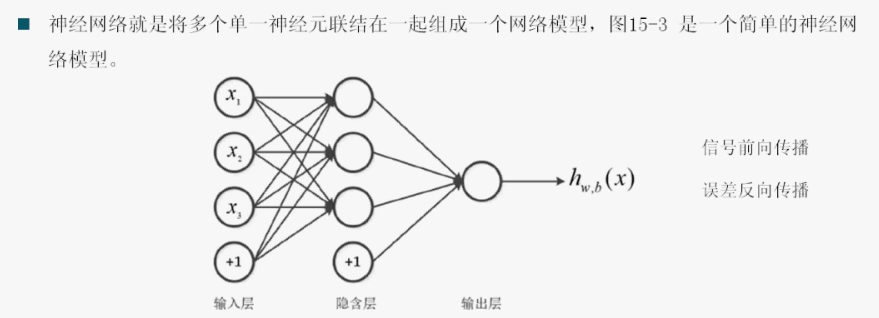 神经网络就是将多个单一神经元联结在一起组成一个网络模型，图15-3 是一个简单的神经网
络模型。
x₁
x₂
x₃
+1
+1
h_{w,b}(x)
信号前向传播
误差反向传播
输入层
隐含层
输出层